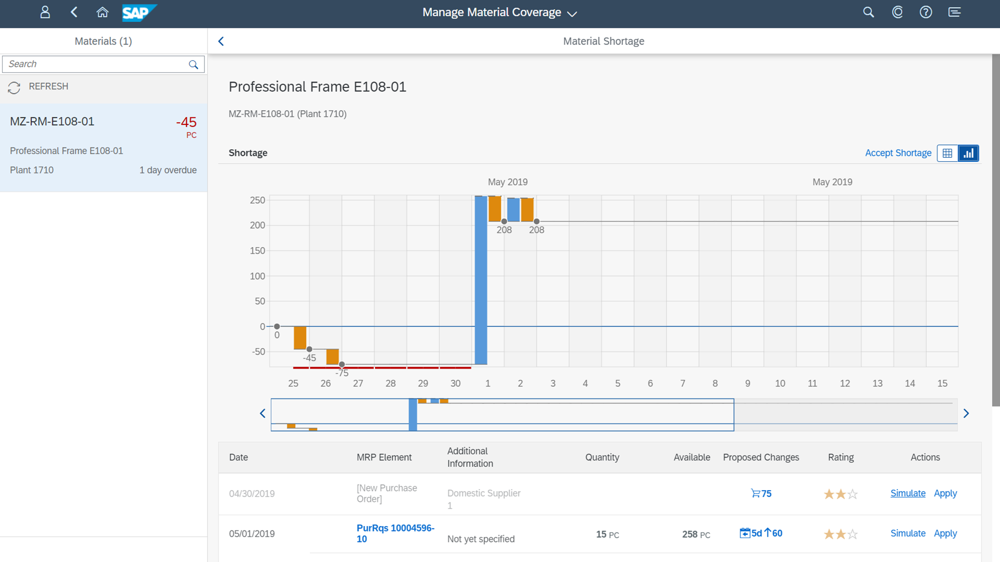 SAP
Manage Material Coverage
Materials (1)
Material Shortage
Search
REFRESH
MZ-RM-E108-01
-45
PC
Professional Frame E108-01
Plant 1710
1 day overdue
Professional Frame E108-01
MZ-RM-E108-01 (Plant 1710)
Shortage
Accept Shortage
May 2019
May 2019
250
200
150
100
50
0
-50
0
-45
-75
208
208
25 26 27 28 29 30 1 2 3 4 5 6 7 8 9 10 11 12 13 14 15
Date
MRP Element
Additional
Information
Quantity
Available
Proposed Changes
Rating
Actions
04/30/2019
[New Purchase
Order]
Domestic Supplier
1
75
Simulate
Apply
05/01/2019
PurRqs 10004596-
10
Not yet specified
15 PC
258 PC
5d 60
Simulate
Apply